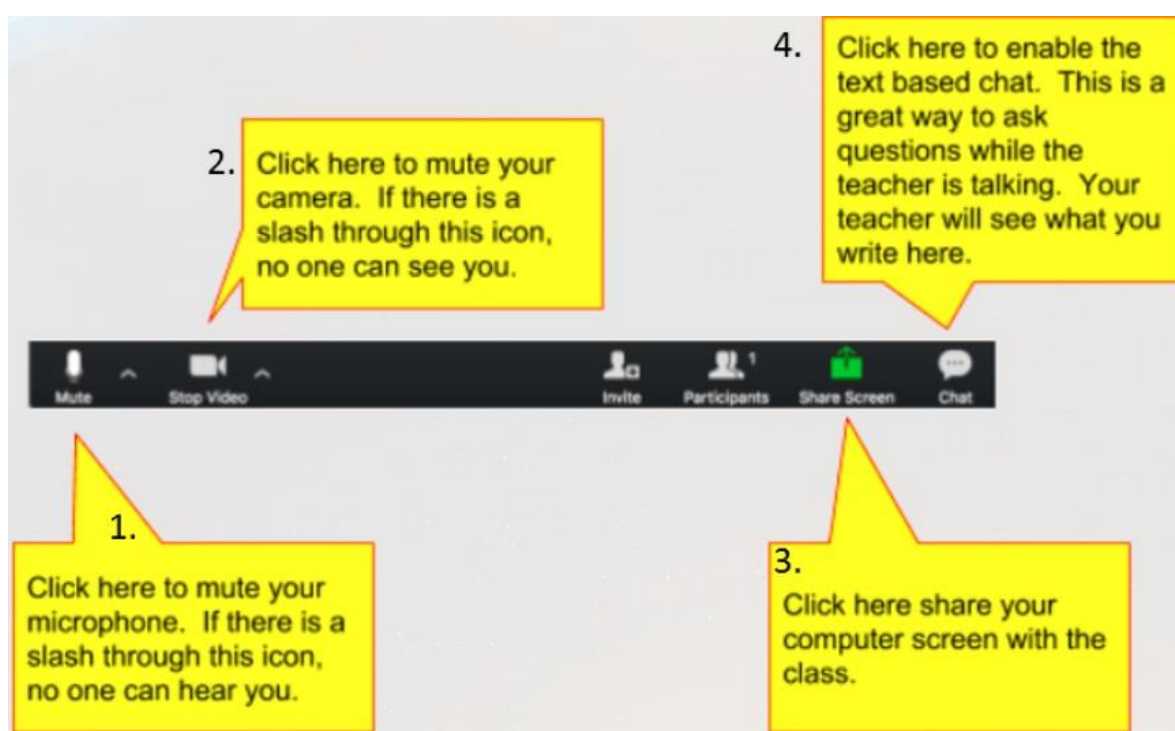 1.
Click here to mute your
microphone. If there is a
slash through this icon,
no one can hear you.
2.
Click here to mute your
camera. If there is a
slash through this icon,
no one can see you.
3.
Click here share your
computer screen with the
class.
4.
Click here to enable the
text based chat. This is a
great way to ask
questions while the
teacher is talking. Your
teacher will see what you
write here.
Mute
Stop Video
Invite
Participants
1
Share Screen
Chat